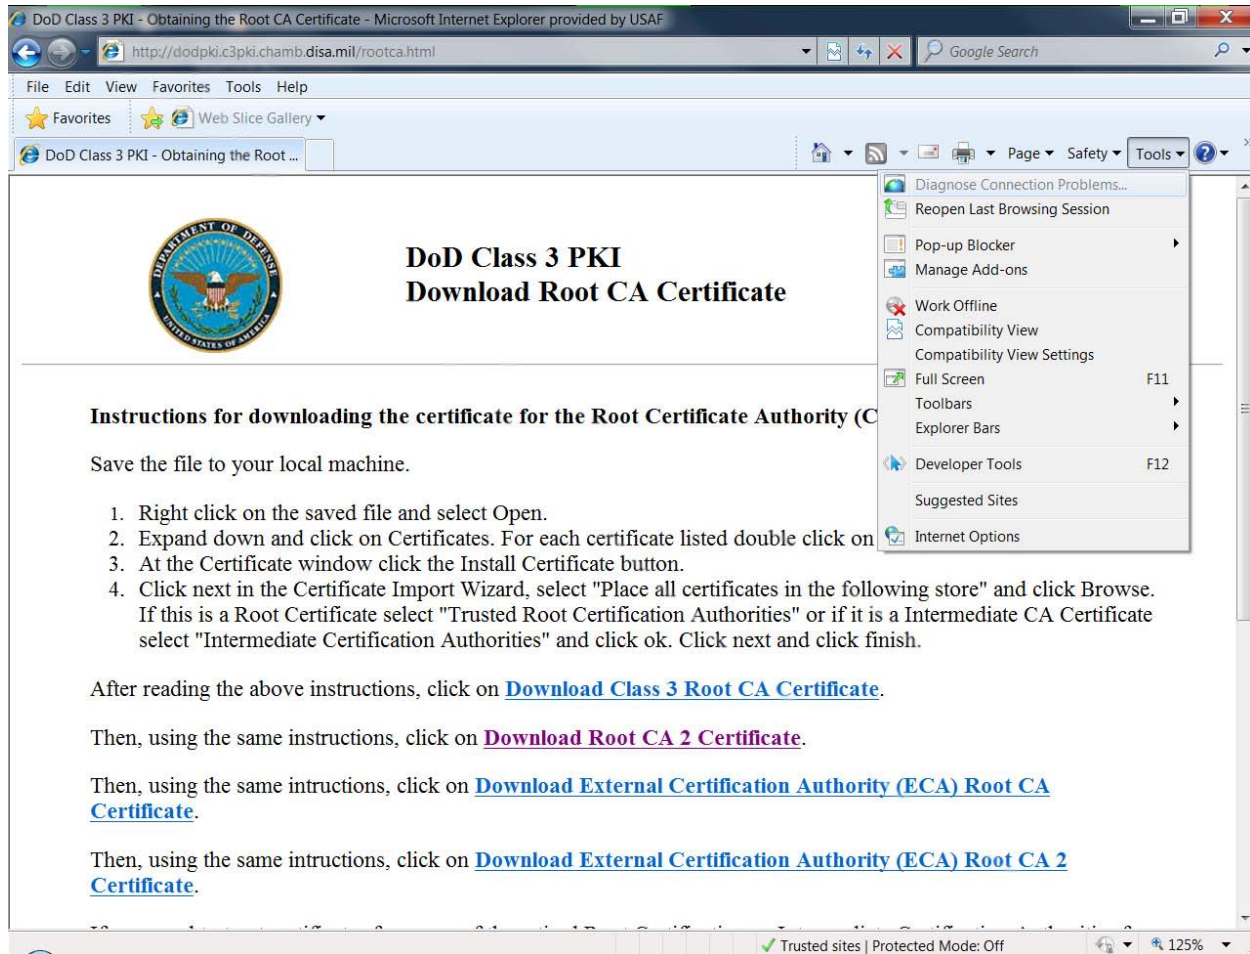 DoD Class 3 PKI - Obtaining the Root CA Certificate - Microsoft Internet Explorer provided by USAF
http://dodpki.c3pki.chamb.disa.mil/rootca.html
Google Search
File Edit View Favorites Tools Help
Favorites Web Slice Gallery
DoD Class 3 PKI - Obtaining the Root ...
Page Safety Tools
Diagnose Connection Problems...
Reopen Last Browsing Session
Pop-up Blocker
Manage Add-ons
Work Offline
Compatibility View
Compatibility View Settings
Full Screen F11
Toolbars
Explorer Bars
Developer Tools F12
Suggested Sites
Internet Options
DEPARTMENT OF DEFENSE
UNITED STATES OF AMERICA
DoD Class 3 PKI
Download Root CA Certificate
Instructions for downloading the certificate for the Root Certificate Authority (C
Save the file to your local machine.
1. Right click on the saved file and select Open.
2. Expand down and click on Certificates. For each certificate listed double click on
3. At the Certificate window click the Install Certificate button.
4. Click next in the Certificate Import Wizard, select "Place all certificates in the following store" and click Browse.
If this is a Root Certificate select "Trusted Root Certification Authorities" or if it is a Intermediate CA Certificate
select "Intermediate Certification Authorities" and click ok. Click next and click finish.
After reading the above instructions, click on Download Class 3 Root CA Certificate.
Then, using the same instructions, click on Download Root CA 2 Certificate.
Then, using the same intructions, click on Download External Certification Authority (ECA) Root CA
Certificate.
Then, using the same intructions, click on Download External Certification Authority (ECA) Root CA 2
Certificate.
Trusted sites | Protected Mode: Off
125%